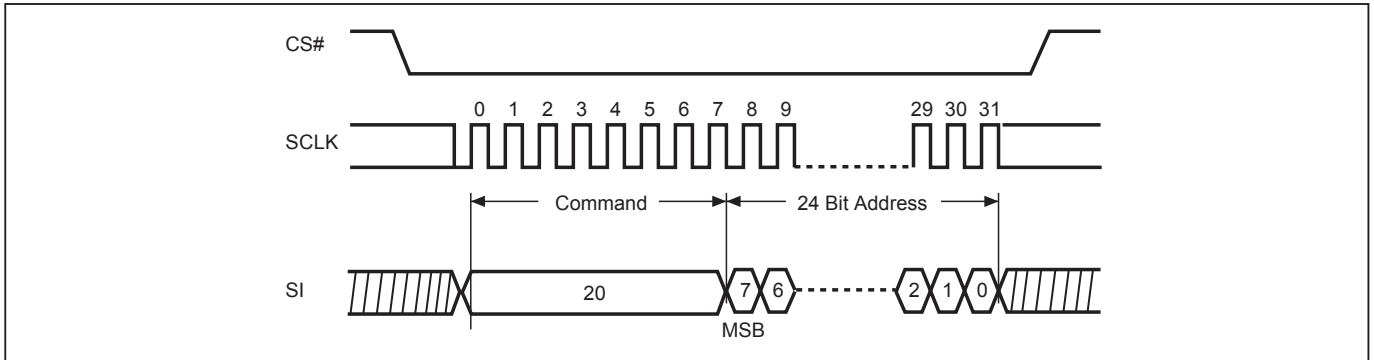 CS#
0 1 2 3 4 5 6 7 8 9 29 30 31
SCLK
Command 24 Bit Address
SI 20 7 6 2 1 0
MSB